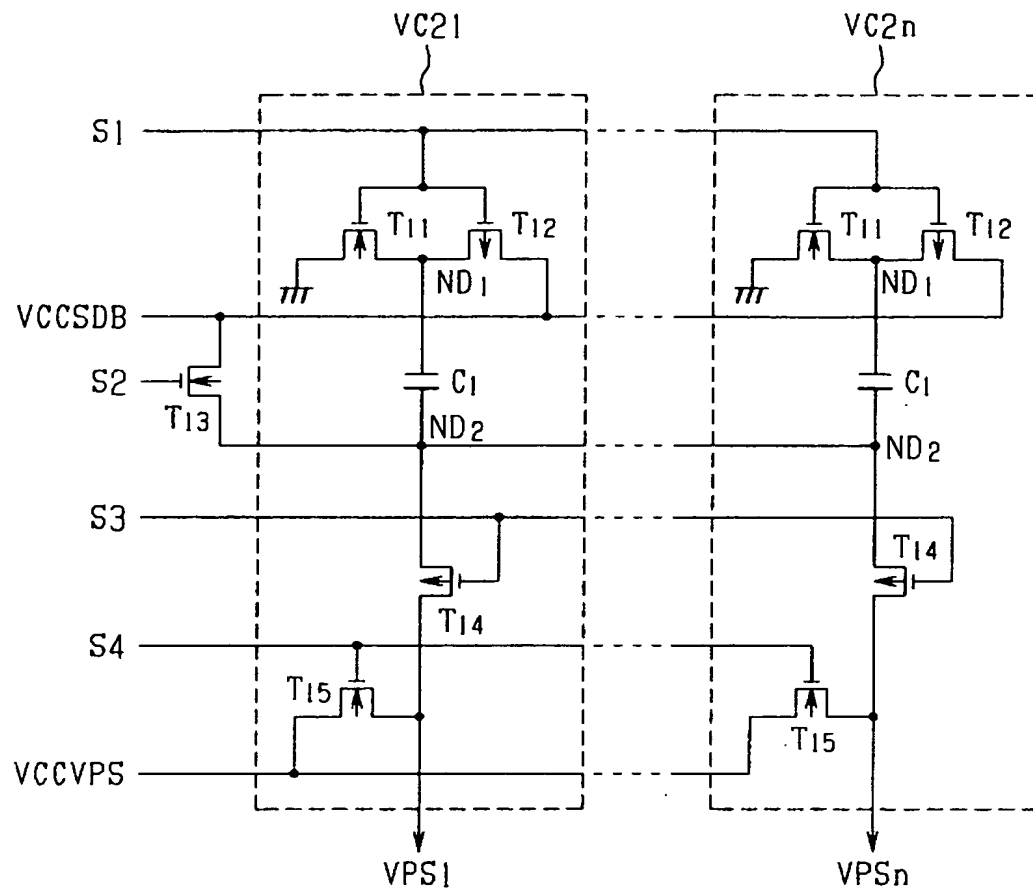 VC21 VC2n
S1
T11 T12 T11 T12
ND1 ND1
VCCSDB
S2 C1 C1
T13
ND2 ND2
S3
T14
T14
S4
T15
T15
VCCVPS
VPS1 VPSn